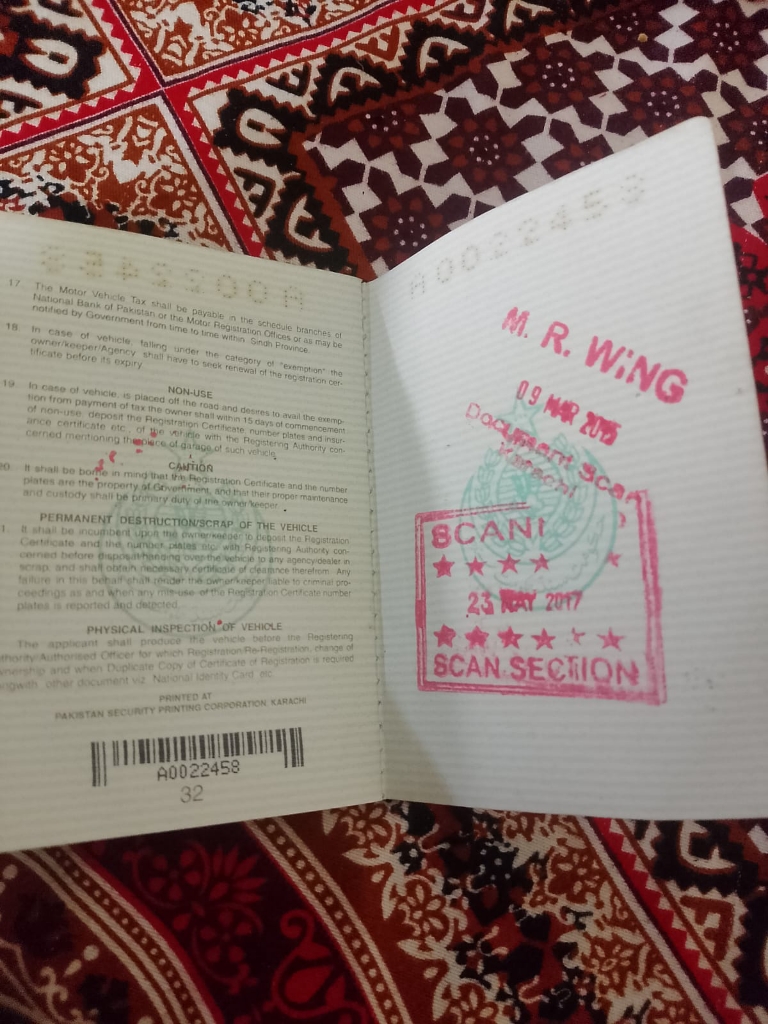 A0022458
17. The Motor Vehicle Tax shall be payable in the schedule branches of
National Bank of Pakistan or the Motor Registration Offices or as may be
notified by Government from time to time within Sindh Province.
18. In case of vehicle, falling under the category of "exemption" the
owner/keeper/Agency shall have to seek renewal of the registration cer-
tificate before its expiry.
NON-USE
19. In case of vehicle, is placed off the road and desires to avail the exemp-
tion from payment of tax the owner shall within 15 days of commencement
of non-use deposit the Registration Certificate, number plates and insur-
ance certificate etc. of the vehicle with the Registering Authority con-
cerned mentioning the place of garage of such vehicle.
CAUTION
20. It shall be borne in mind that the Registration Certificate and the number
plates are the property of Government, and that their proper maintenance
and custody shall be primary duty of the owner/keeper.
PERMANENT DESTRUCTION/SCRAP OF THE VEHICLE
1. It shall be incumbent upon the owner/keeper to deposit the Registration
Certificate and the number plates etc. with Registering Authority con-
cerned before disposal/handing over the vehicle to any agency/dealer in
scrap, and shall obtain necessary certificate of clearance therefrom. Any
failure in this behalf shall render the owner/keeper liable to criminal pro-
ceedings as and when any mis-use of the Registration Certificate number
plates is reported and detected.
PHYSICAL INSPECTION OF VEHICLE
The applicant shall produce the vehicle before the Registering
thority/Authorised Officer for which Registration/Re-Registration, change of
nership and when Duplicate Copy of Certificate of Registration is required
ngwith other document viz. National Identity Card, etc.
PRINTED AT
PAKISTAN SECURITY PRINTING CORPORATION, KARACHI
A0022458
32
A0022458
M. R. WiNG
09 MAR 2015
Document Scan
Karachi
SCANI
23 MAY 2017
SCAN SECTION